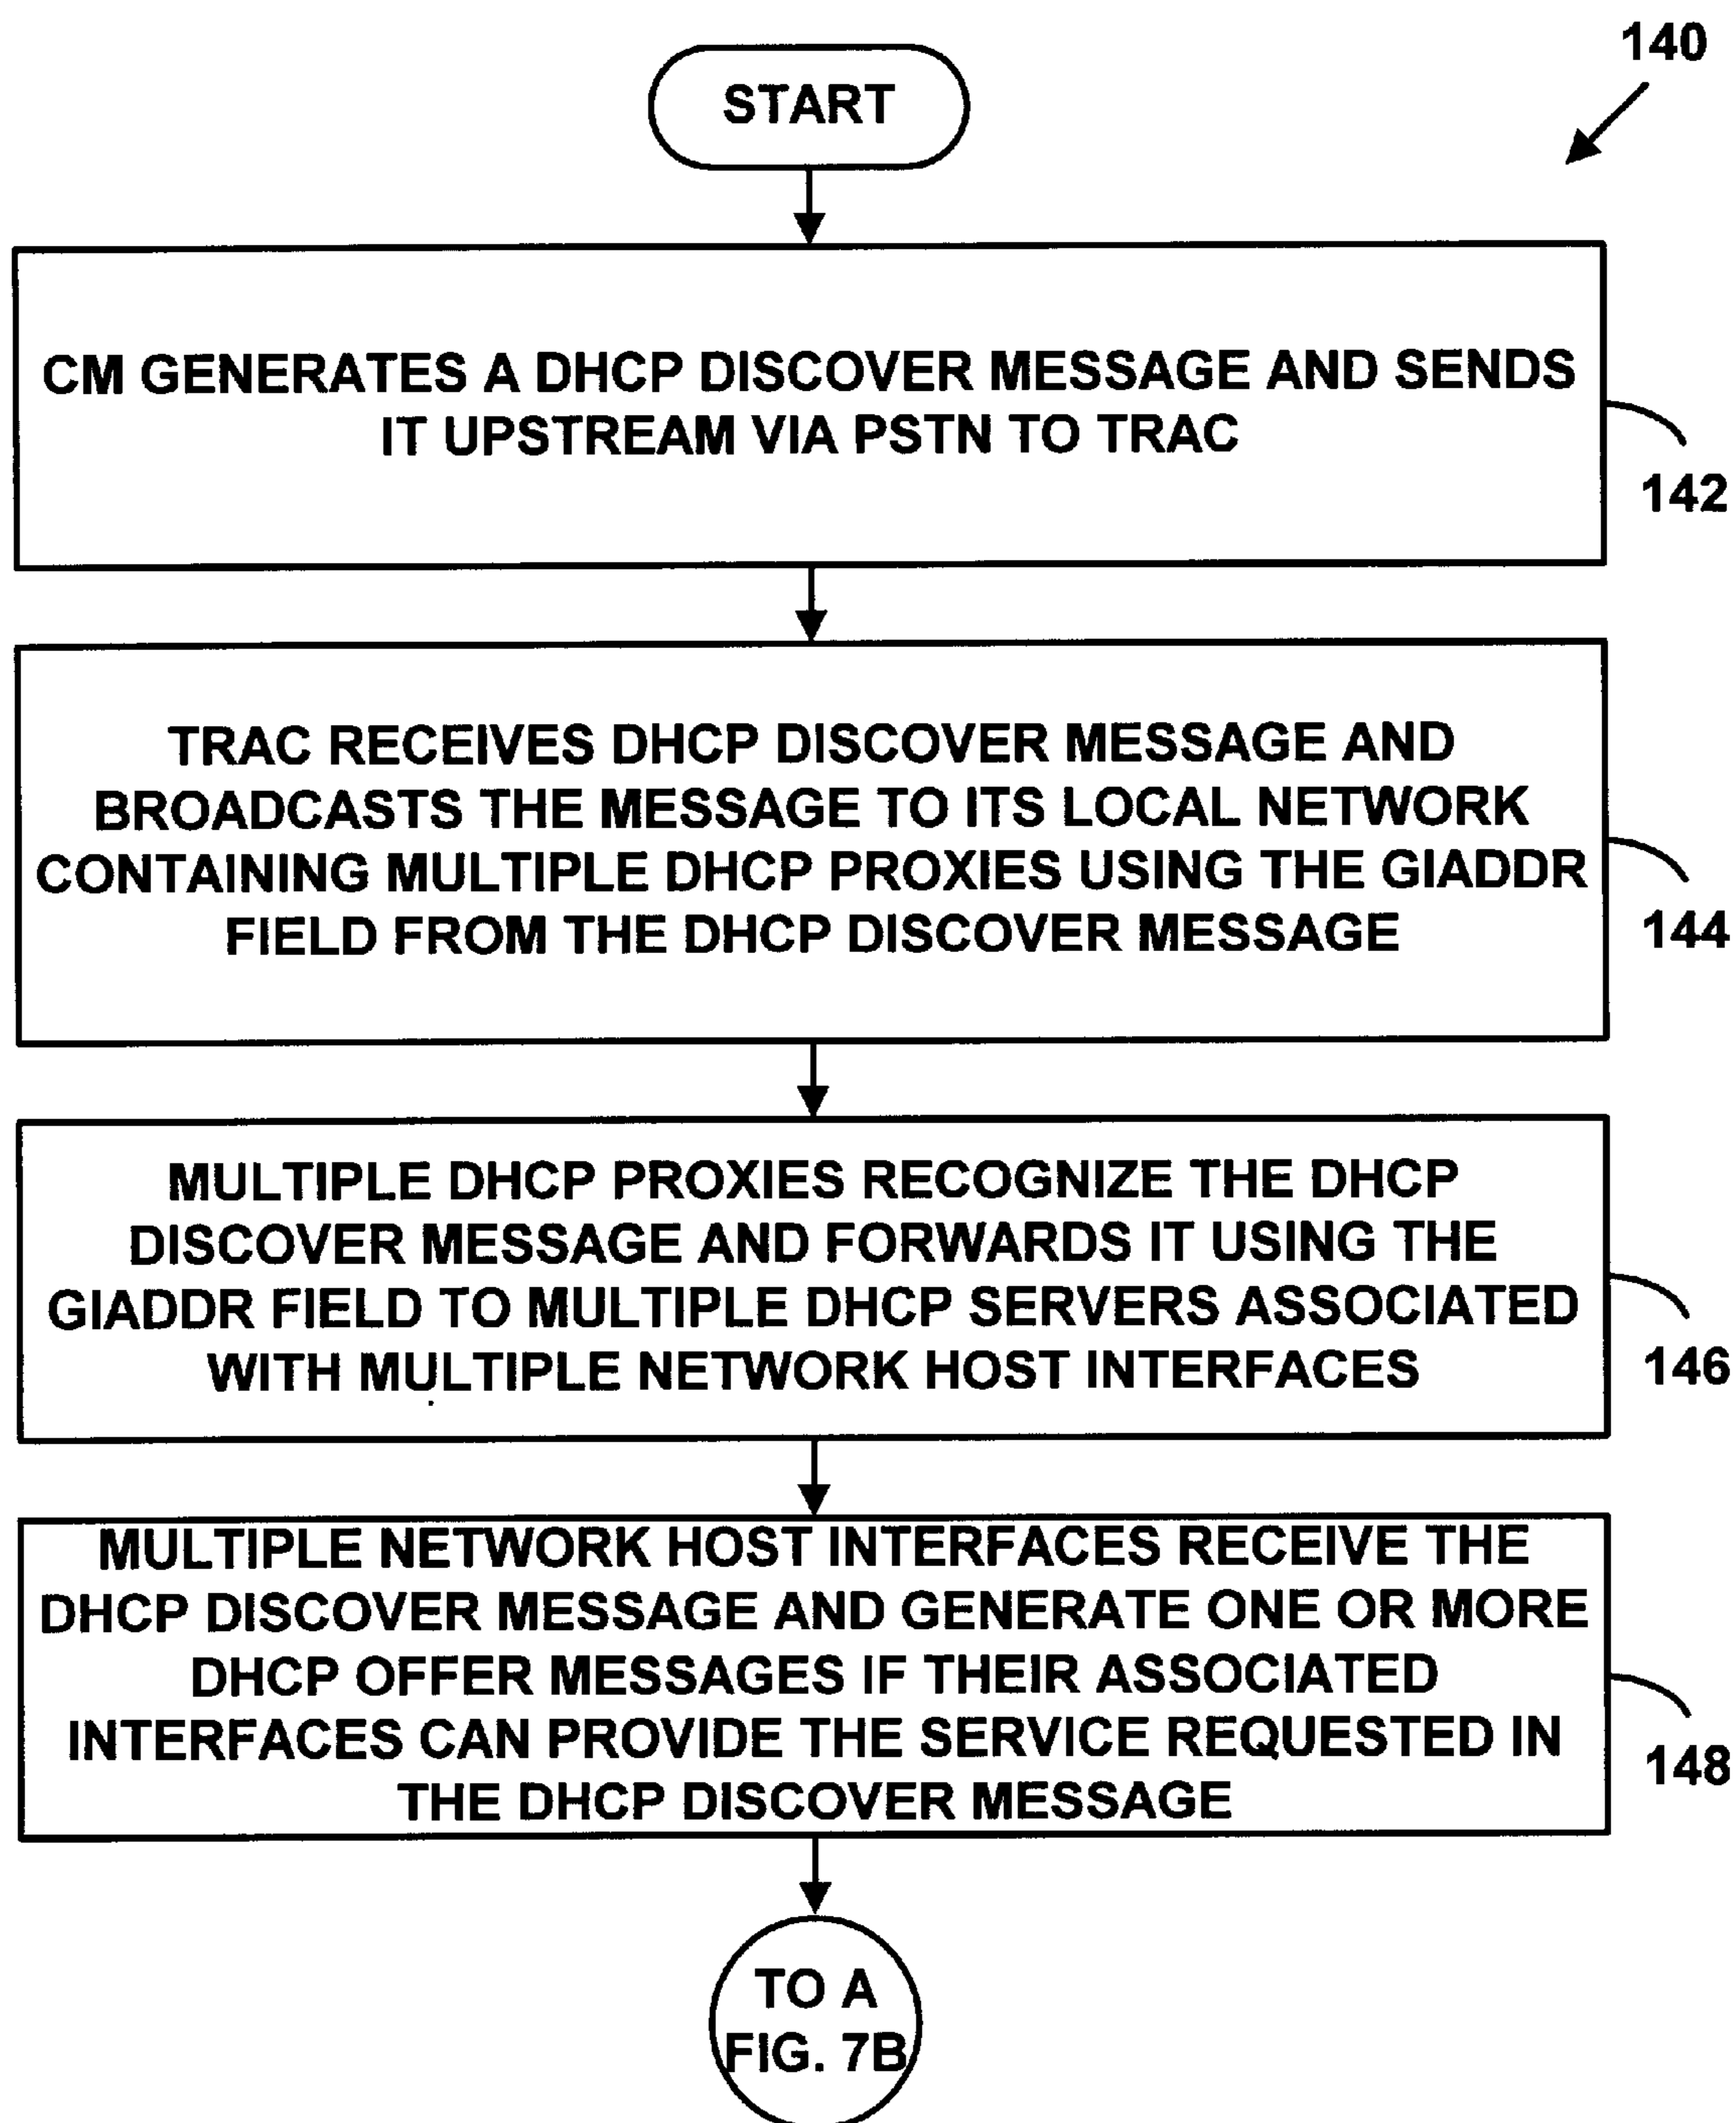 140
START
CM GENERATES A DHCP DISCOVER MESSAGE AND SENDS
IT UPSTREAM VIA PSTN TO TRAC
142
TRAC RECEIVES DHCP DISCOVER MESSAGE AND
BROADCASTS THE MESSAGE TO ITS LOCAL NETWORK
CONTAINING MULTIPLE DHCP PROXIES USING THE GIADDR
FIELD FROM THE DHCP DISCOVER MESSAGE
144
MULTIPLE DHCP PROXIES RECOGNIZE THE DHCP
DISCOVER MESSAGE AND FORWARDS IT USING THE
GIADDR FIELD TO MULTIPLE DHCP SERVERS ASSOCIATED
WITH MULTIPLE NETWORK HOST INTERFACES
146
MULTIPLE NETWORK HOST INTERFACES RECEIVE THE
DHCP DISCOVER MESSAGE AND GENERATE ONE OR MORE
DHCP OFFER MESSAGES IF THEIR ASSOCIATED
INTERFACES CAN PROVIDE THE SERVICE REQUESTED IN
THE DHCP DISCOVER MESSAGE
148
TO A
FIG. 7B